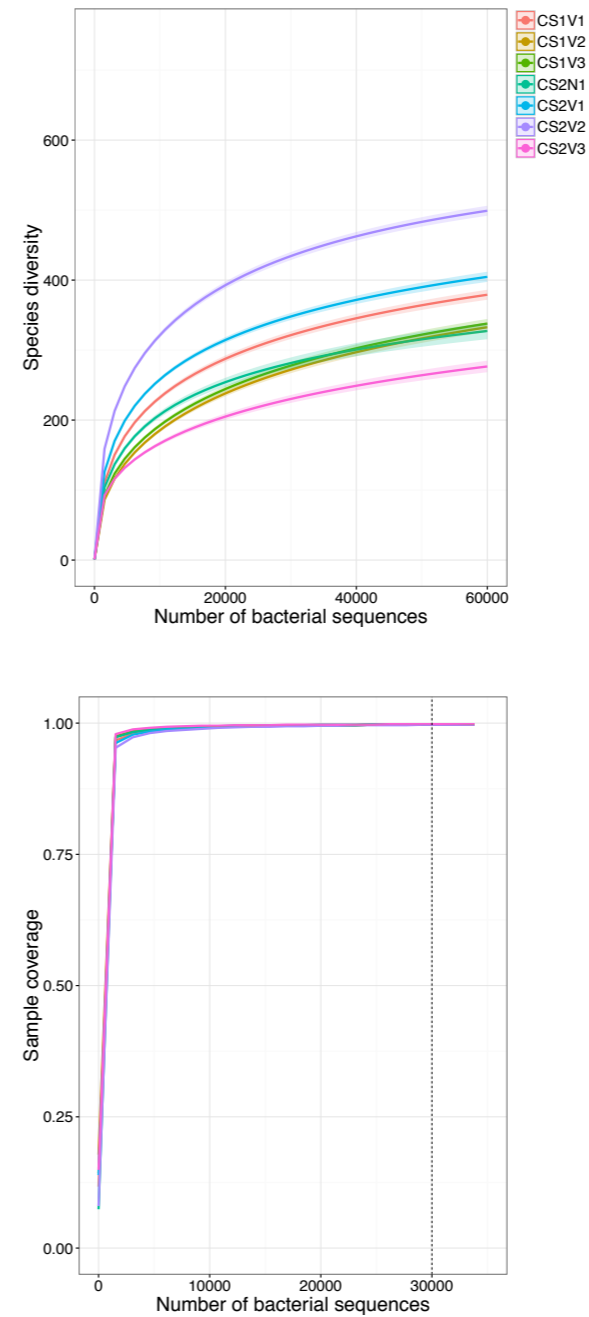 CS1V1
CS1V2
CS1V3
CS2N1
CS2V1
CS2V2
CS2V3
Species diversity
600
400
200
0
0 20000 40000 60000
Number of bacterial sequences
Sample coverage
1.00
0.75
0.50
0.25
0.00
0 10000 20000 30000
Number of bacterial sequences